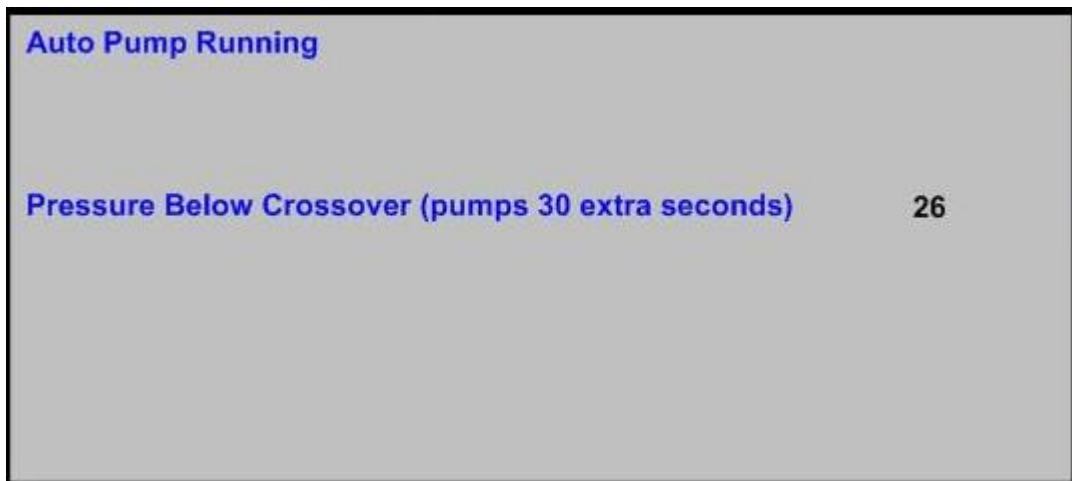 Auto Pump Running
Pressure Below Crossover (pumps 30 extra seconds) 26